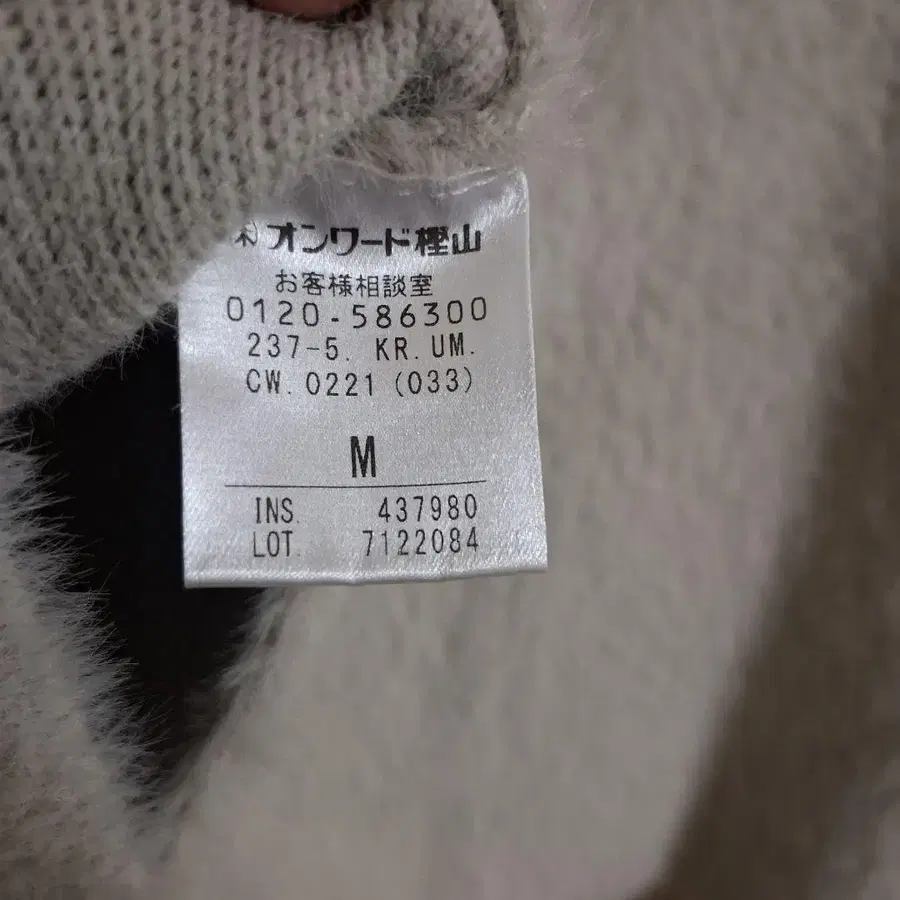 ㈱オンワード樫山
お客様相談室
0120-586300
237-5. KR. UM.
CW. 0221 (033)
M
INS. 437980
LOT. 7122084